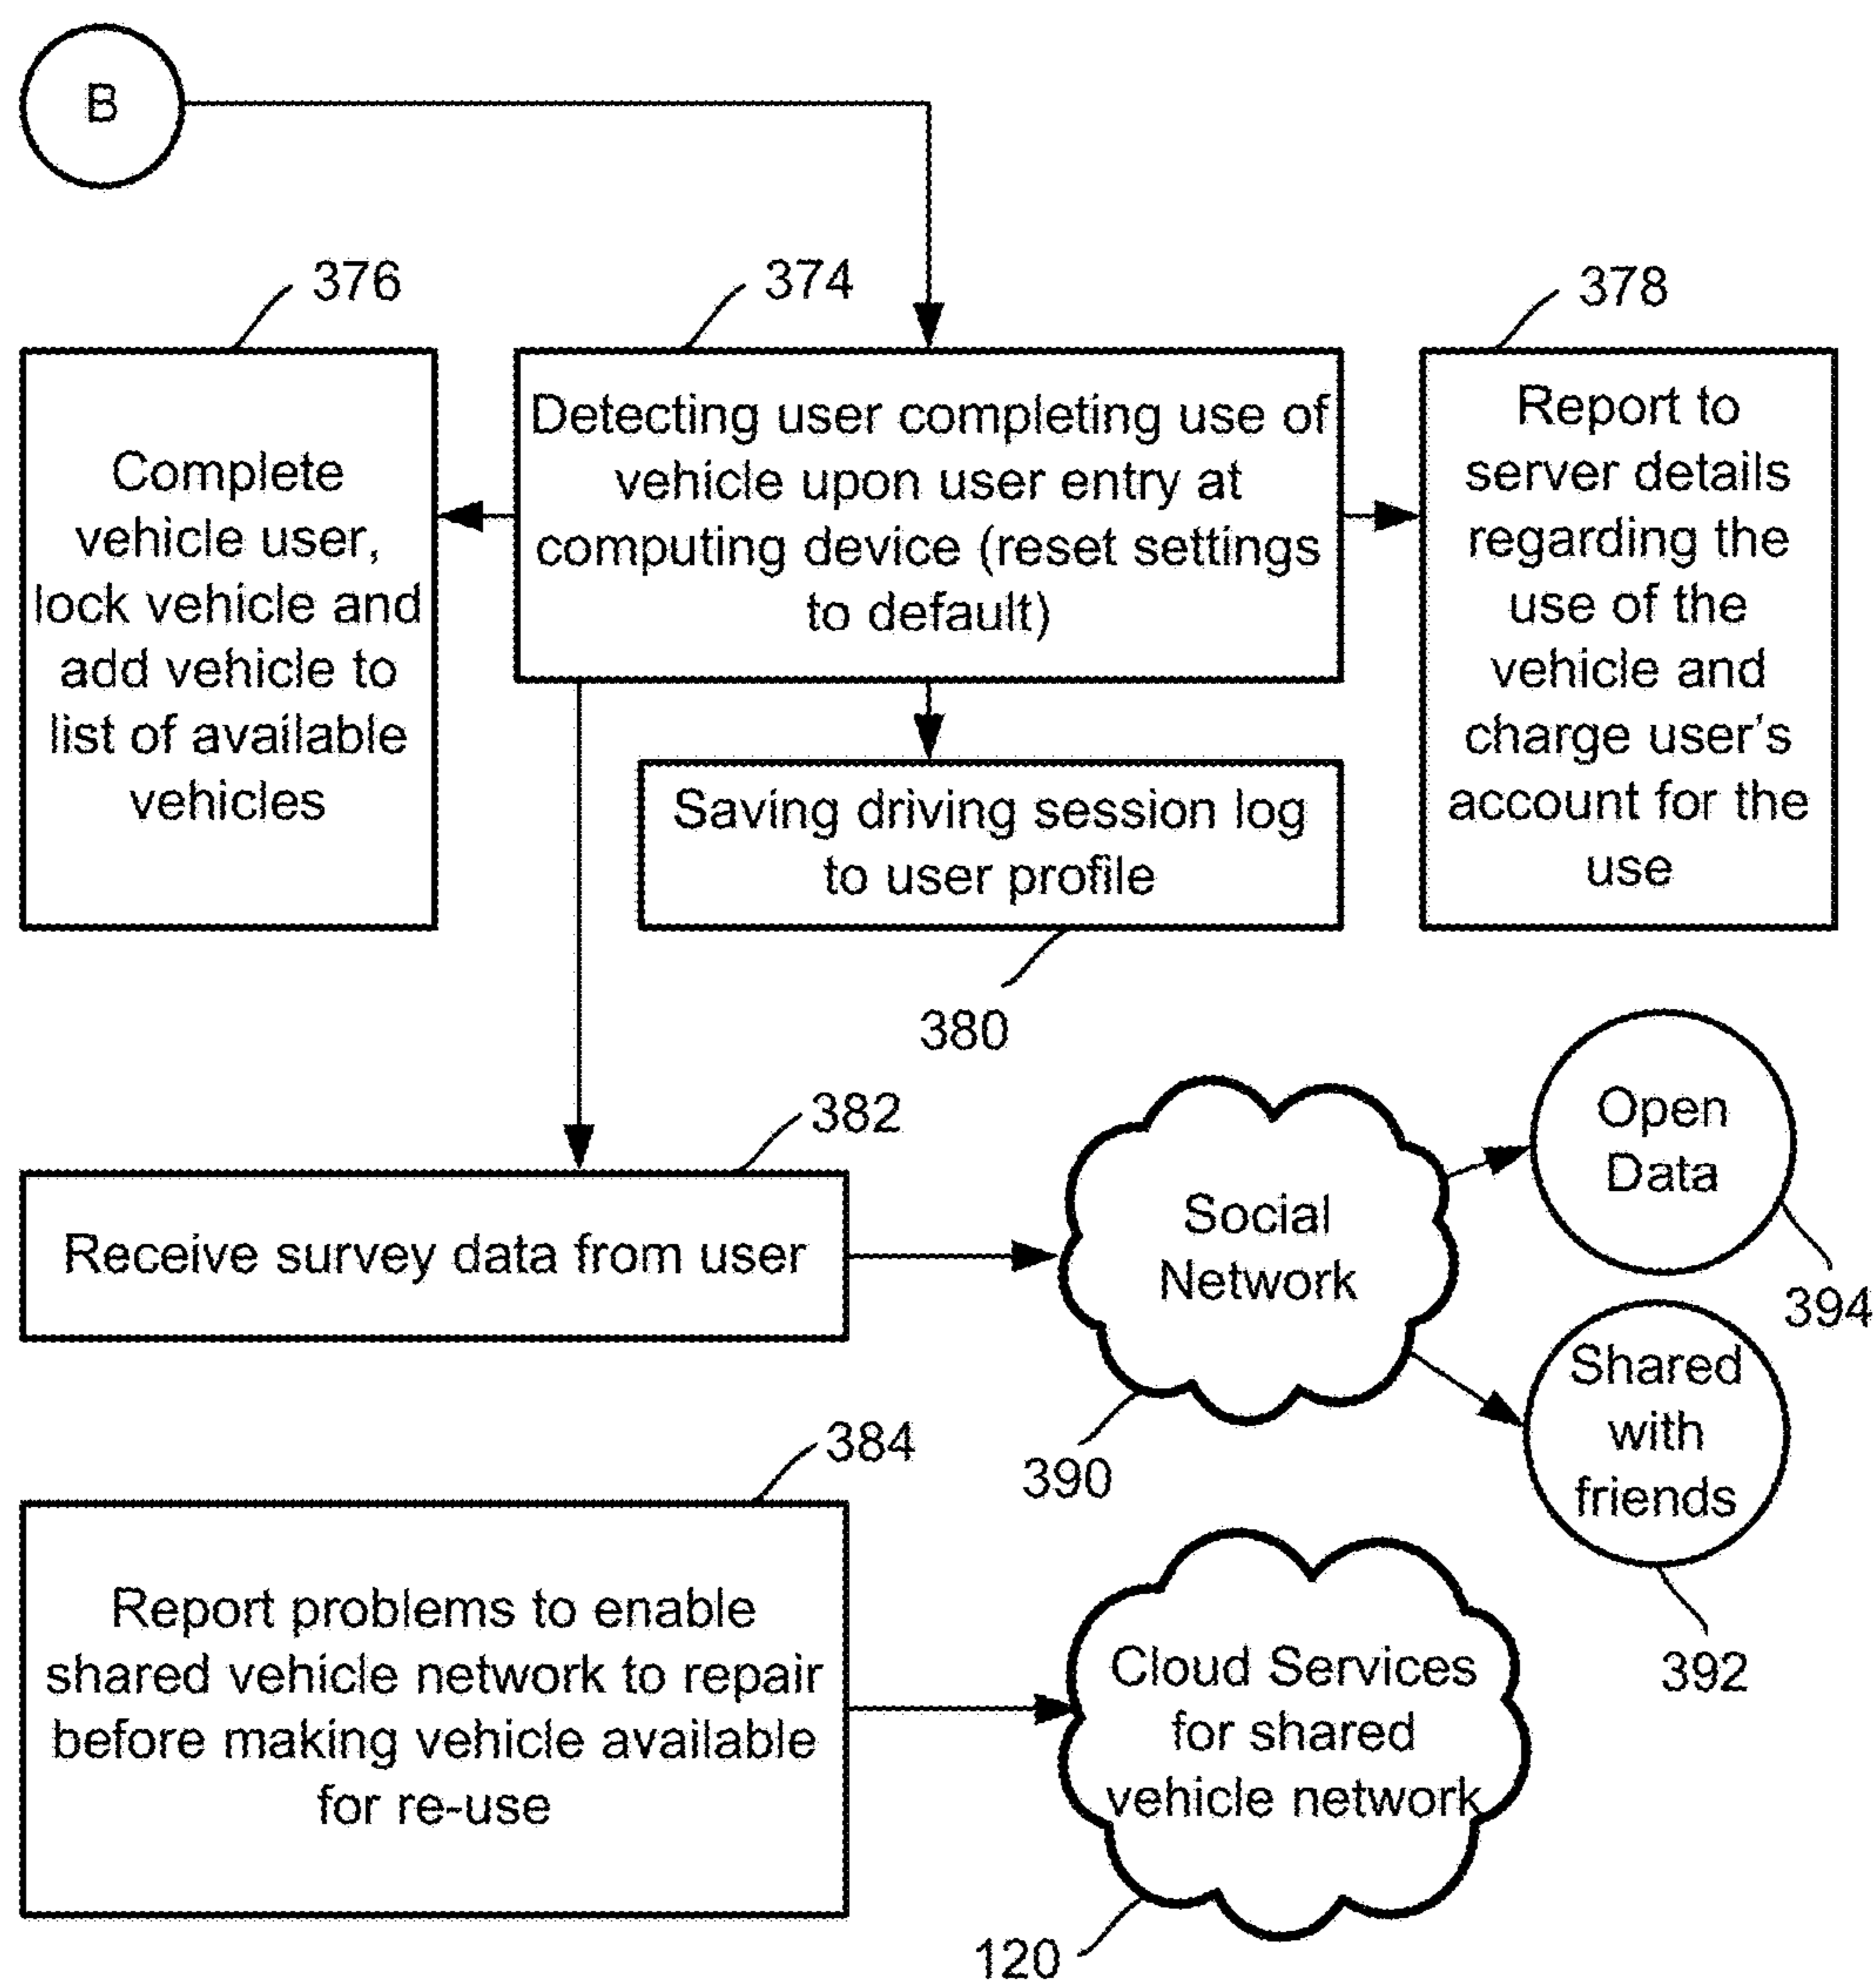 B
376
374
378
Complete
vehicle user,
lock vehicle and
add vehicle to
list of available
vehicles
Detecting user completing use of
vehicle upon user entry at
computing device (reset settings
to default)
Report to
server details
regarding the
use of the
vehicle and
charge user's
account for the
use
Saving driving session log
to user profile
380
382
Receive survey data from user
Social
Network
390
Open
Data
394
Shared
with
friends
392
384
Report problems to enable
shared vehicle network to repair
before making vehicle available
for re-use
Cloud Services
for shared
vehicle network
120